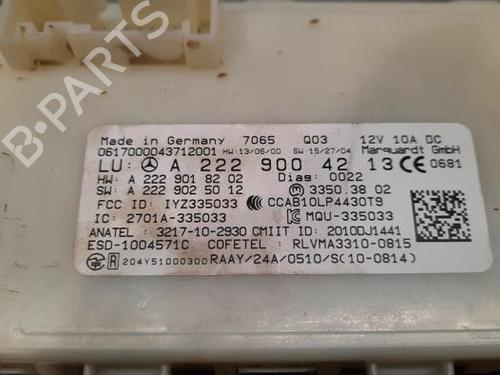 Made in Germany 7065 Q03 12V 10A DC
0617000043712001 HW:13/06/00 SW:15/27/04 Marquardt GmbH
LU: A 222 900 42 13 CE 0681
HW: A 222 901 82 02 Diag: 0022
SW: A 222 902 50 12 3350.3802
FCC ID: IYZ335033 CCAB10LP4430T9
IC: 2701A-335033 MQU-335033
ANATEL : 3217-10-2930 CMIIT ID: 2010DJ1441
ESD-1004571C COFETEL : RLVMA3310-0815
R 204Y51000300 RAAY/24A/0510/S(10-0814)
B-PARTS